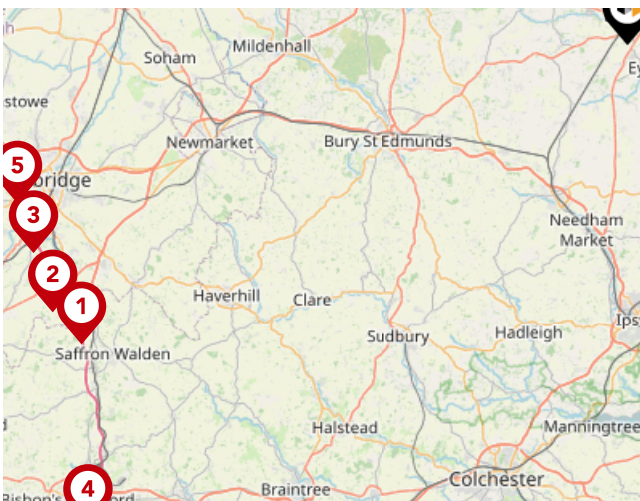 Mildenhall
Soham
stowe
Newmarket
Bury St Edmunds
5
bridge
3
Needham
Market
2
1
Haverhill
Clare
Sudbury
Hadleigh
Ips
Saffron Walden
Halstead
Manningtree
4
Bishop's
ord
Braintree
Colchester
Ey